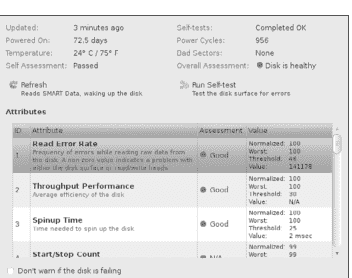 Updated: 3 minutes ago Self-tests: Completed OK
Powered On: 72.5 days Power Cycles: 956
Temperature: 24° C / 75° F Bad Sectors: None
Self Assessment: Passed Overall Assessment: Disk is healthy
Refresh Run Self-test
Reads SMART Data, waking up the disk Test the disk surface for errors
Attributes
ID Attribute Assessment Value
1 Read Error Rate Good Normalized: 100
Frequency of errors while reading raw data from Worst: 100
the disk. A non-zero value indicates a problem with Threshold: 46
either the disk surface or read/write heads Value: 241178
2 Throughput Performance Good Normalized: 100
Average efficiency of the disk Worst: 100
Threshold: 30
Value: N/A
3 Spinup Time Good Normalized: 100
Time needed to spin up the disk Worst: 100
Threshold: 25
Value: 2 msec
Start/Stop Count Normalized: 99
Worst: 99
Don't warn if the disk is failing